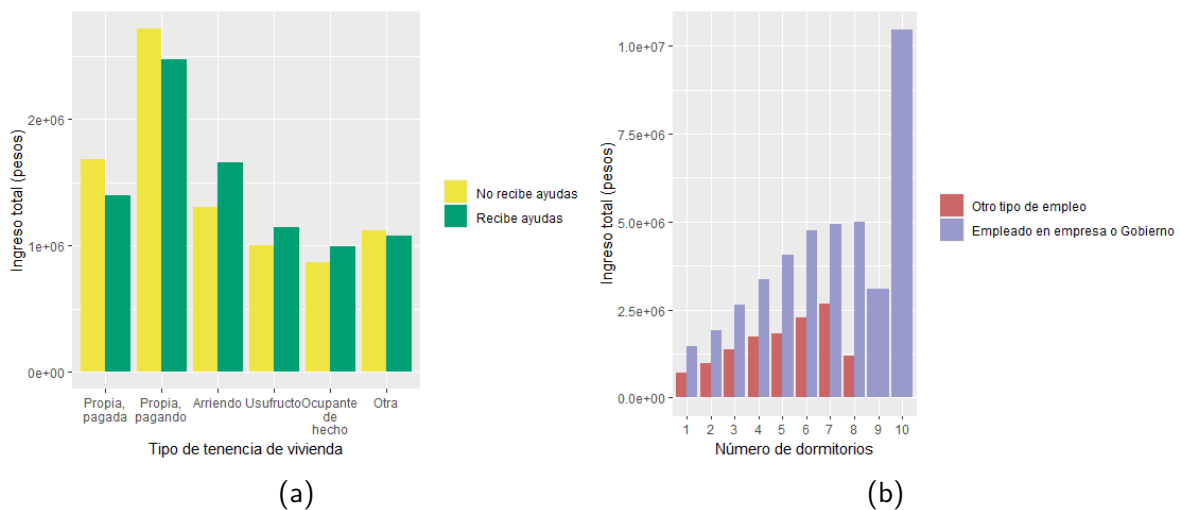 Ingreso total (pesos)
2e+06
1e+06
0e+00
Propia,
pagada
Propia,
pagando
Arriendo
Usufructo
Ocupante
de
hecho
Otra
Tipo de tenencia de vivienda
No recibe ayudas
Recibe ayudas
(a)
Ingreso total (pesos)
1.0e+07
7.5e+06
5.0e+06
2.5e+06
0.0e+00
1 2 3 4 5 6 7 8 9 10
Número de dormitorios
Otro tipo de empleo
Empleado en empresa o Gobierno
(b)